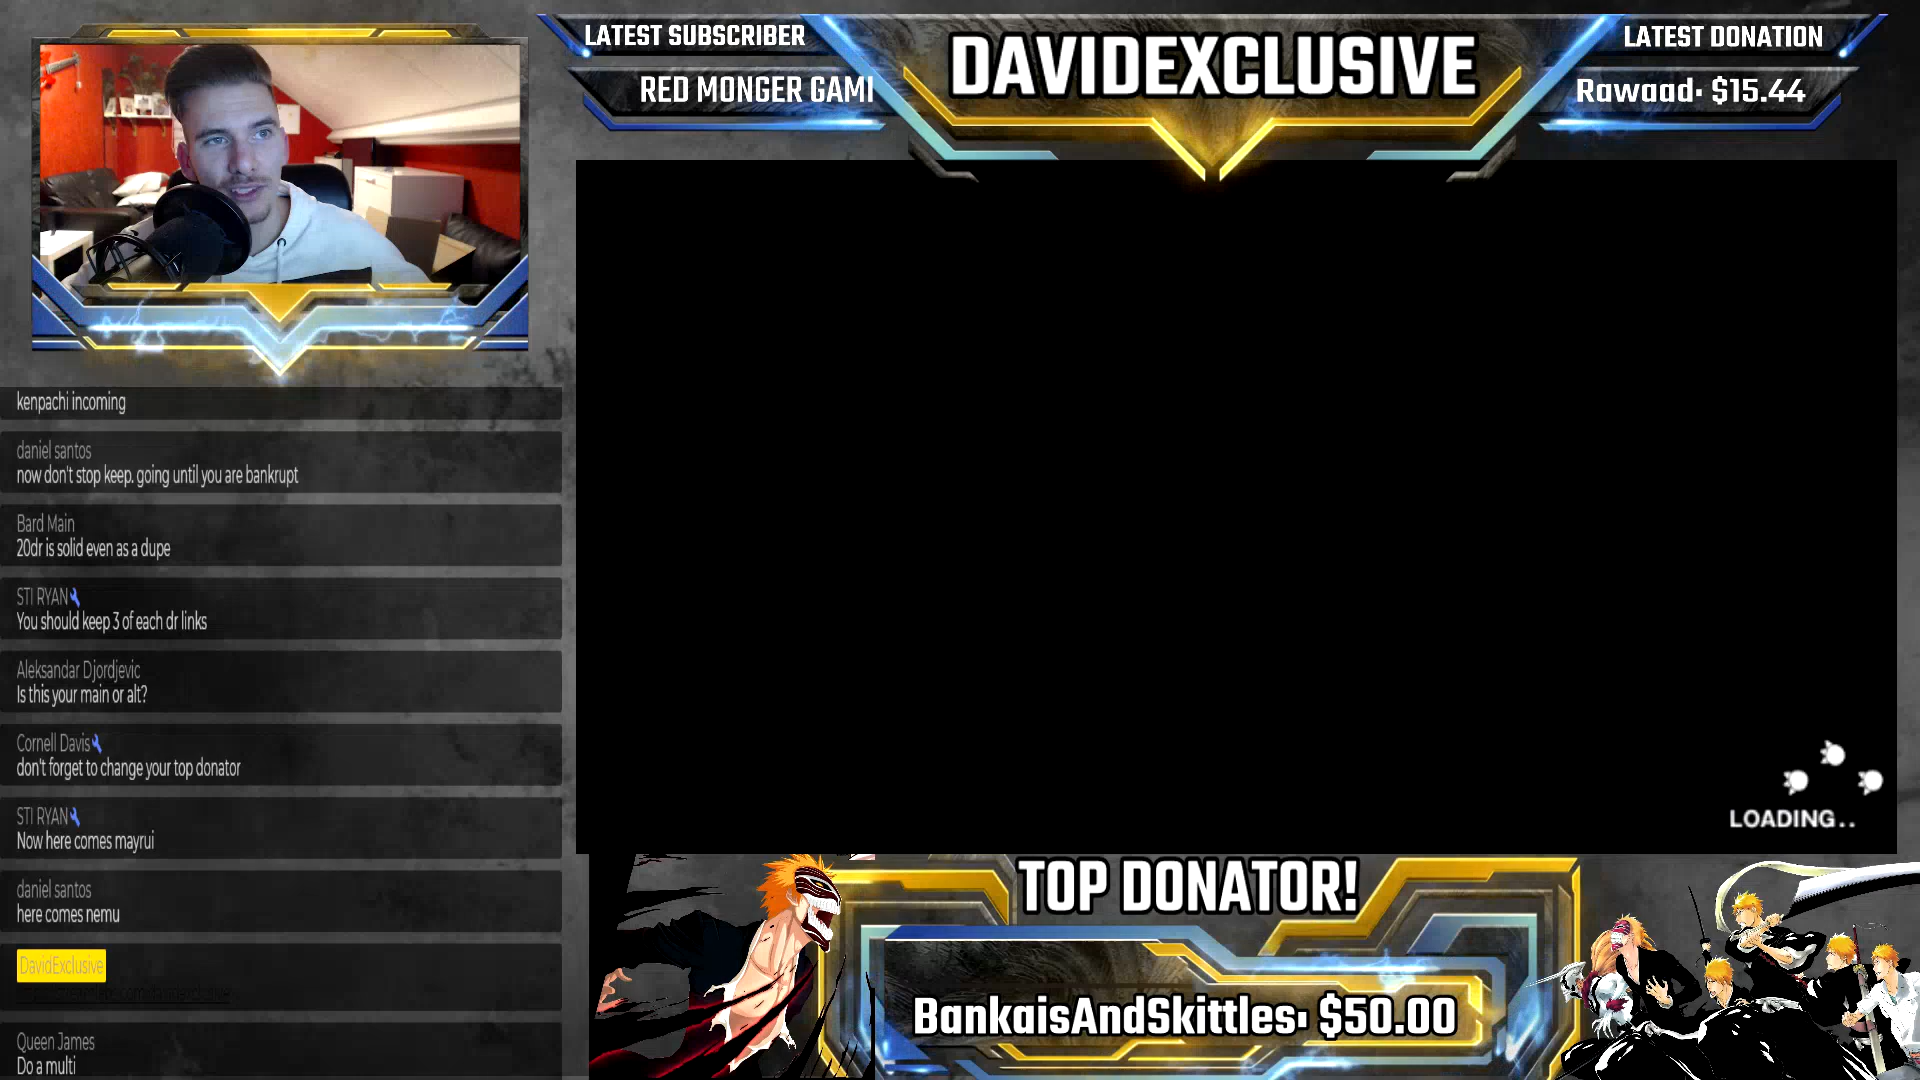 LATEST SUBSCRIBER
RED MONGER GAMI
DAVIDEXCLUSIVE
LATEST DONATION
Rawaad: $15.44
kenpachi incoming
daniel santos
now don't stop keep. going until you are bankrupt
Bard Main
20dr is solid even as a dupe
STI RYAN
You should keep 3 of each dr links
Aleksandar Djordjevic
Is this your main or alt?
Cornell Davis
don't forget to change your top donator
STI RYAN
Now here comes mayrui
daniel santos
here comes nemu
DavidExclusive
Queen James
Do a multi
LOADING..
TOP DONATOR!
BankaisAndSkittles: $50.00